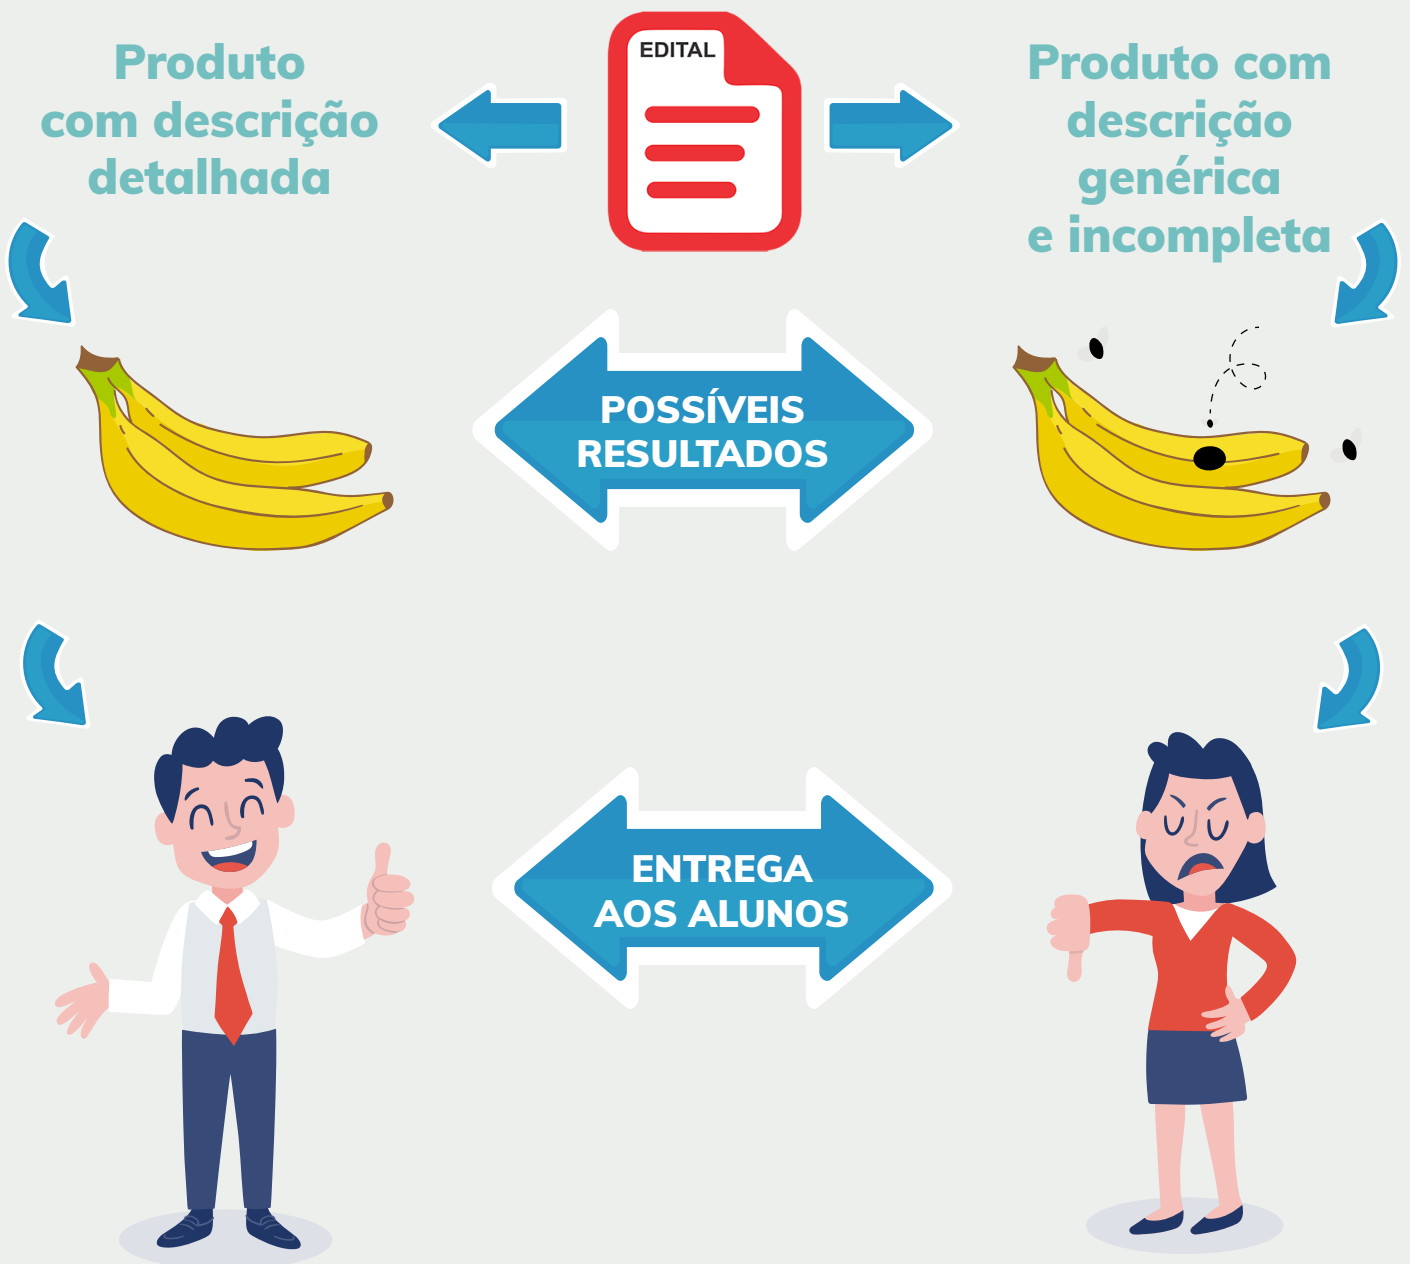 Produto
com descrição
detalhada
EDITAL
Produto com
descrição
genérica
e incompleta
POSSÍVEIS
RESULTADOS
ENTREGA
AOS ALUNOS